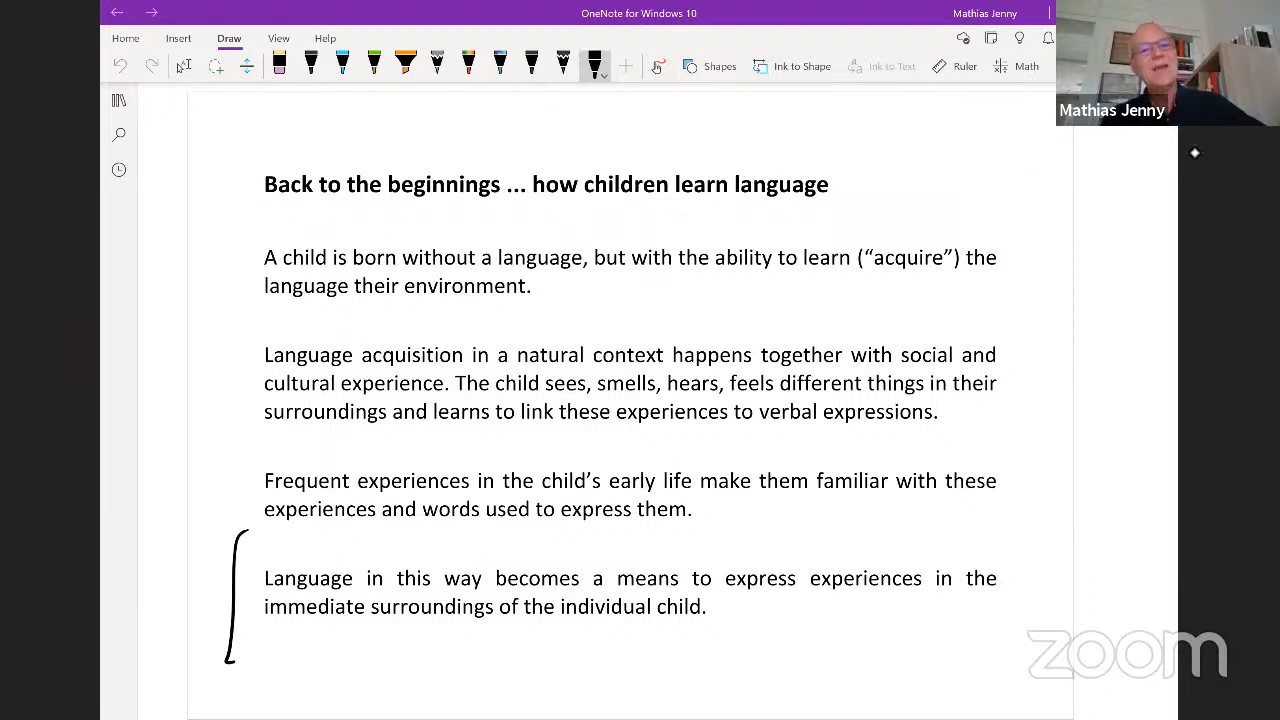 OneNote for Windows 10
Mathias Jenny
Home Insert Draw View Help
Shapes Ink to Shape Ink to Text Ruler Math
Mathias Jenny
Back to the beginnings ... how children learn language
A child is born without a language, but with the ability to learn (“acquire”) the
language their environment.
Language acquisition in a natural context happens together with social and
cultural experience. The child sees, smells, hears, feels different things in their
surroundings and learns to link these experiences to verbal expressions.
Frequent experiences in the child’s early life make them familiar with these
experiences and words used to express them.
Language in this way becomes a means to express experiences in the
immediate surroundings of the individual child.
zoom